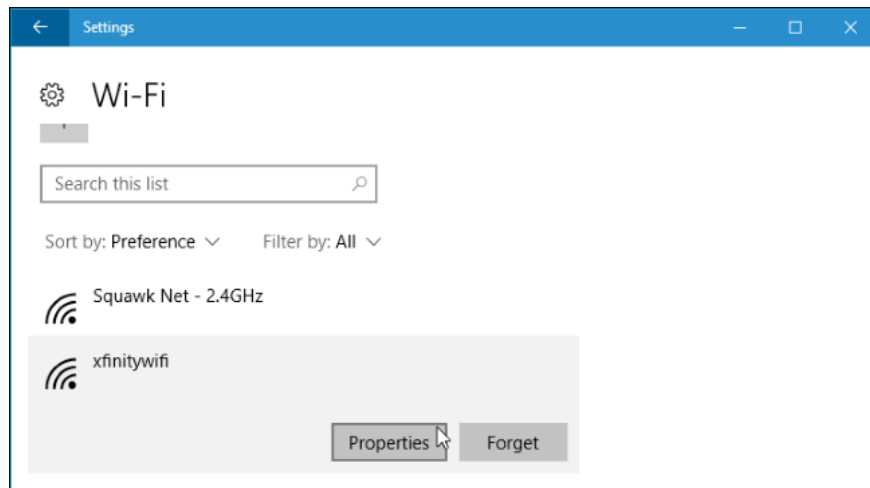 Settings
Wi-Fi
Search this list
Sort by: Preference Filter by: All
Squawk Net - 2.4GHz
xfinitywifi
Properties Forget